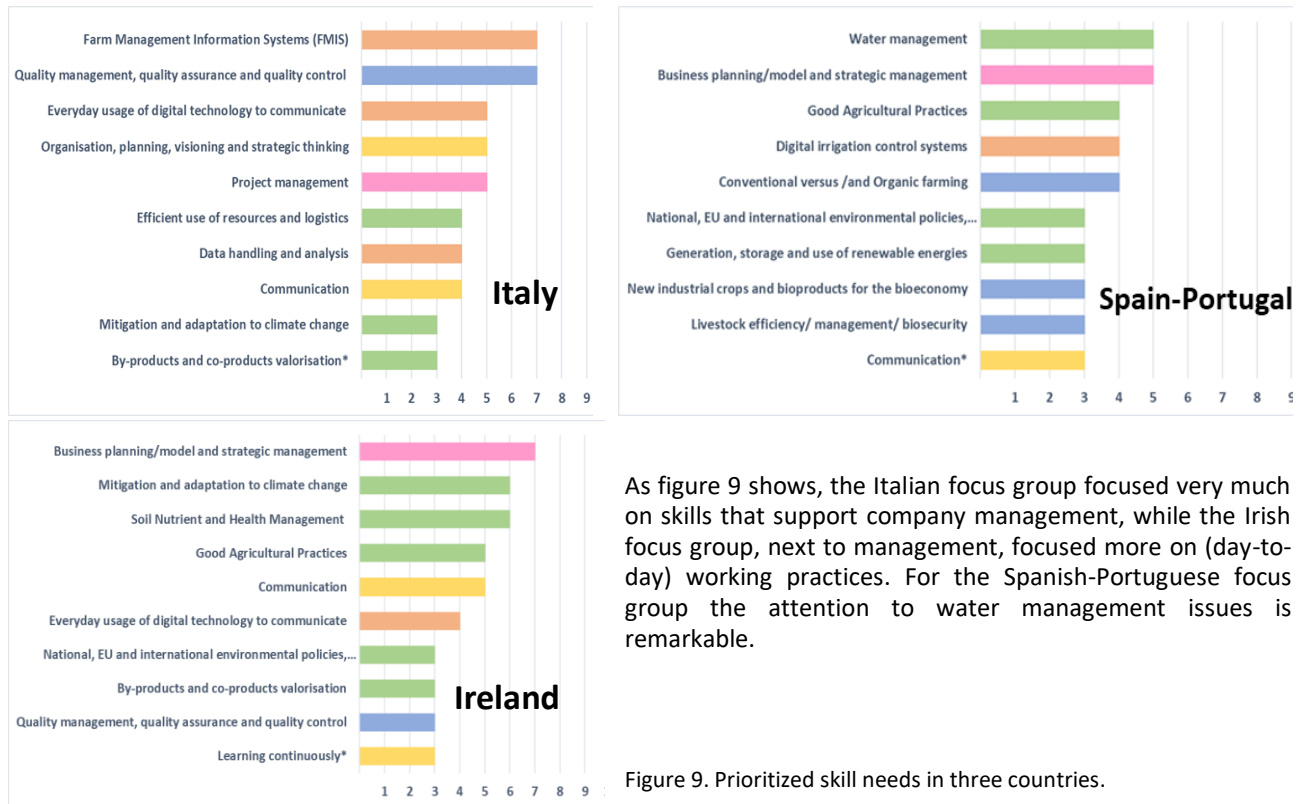 Farm Management Information Systems (FMIS)
Quality management, quality assurance and quality control
Everyday usage of digital technology to communicate
Organisation, planning, visioning and strategic thinking
Project management
Efficient use of resources and logistics
Data handling and analysis
Communication
Mitigation and adaptation to climate change
By-products and co-products valorisation*
Italy
1 2 3 4 5 6 7 8 9
Water management
Business planning/model and strategic management
Good Agricultural Practices
Digital irrigation control systems
Conventional versus /and Organic farming
National, EU and international environmental policies,...
Generation, storage and use of renewable energies
New industrial crops and bioproducts for the bioeconomy
Livestock efficiency/ management/ biosecurity
Communication*
Spain-Portugal
1 2 3 4 5 6 7 8 9
Business planning/model and strategic management
Mitigation and adaptation to climate change
Soil Nutrient and Health Management
Good Agricultural Practices
Communication
Everyday usage of digital technology to communicate
National, EU and international environmental policies,...
By-products and co-products valorisation
Quality management, quality assurance and quality control
Learning continuously*
Ireland
1 2 3 4 5 6 7 8 9
As figure 9 shows, the Italian focus group focused very much
on skills that support company management, while the Irish
focus group, next to management, focused more on (day-to-
day) working practices. For the Spanish-Portuguese focus
group the attention to water management issues is
remarkable.
Figure 9. Prioritized skill needs in three countries.